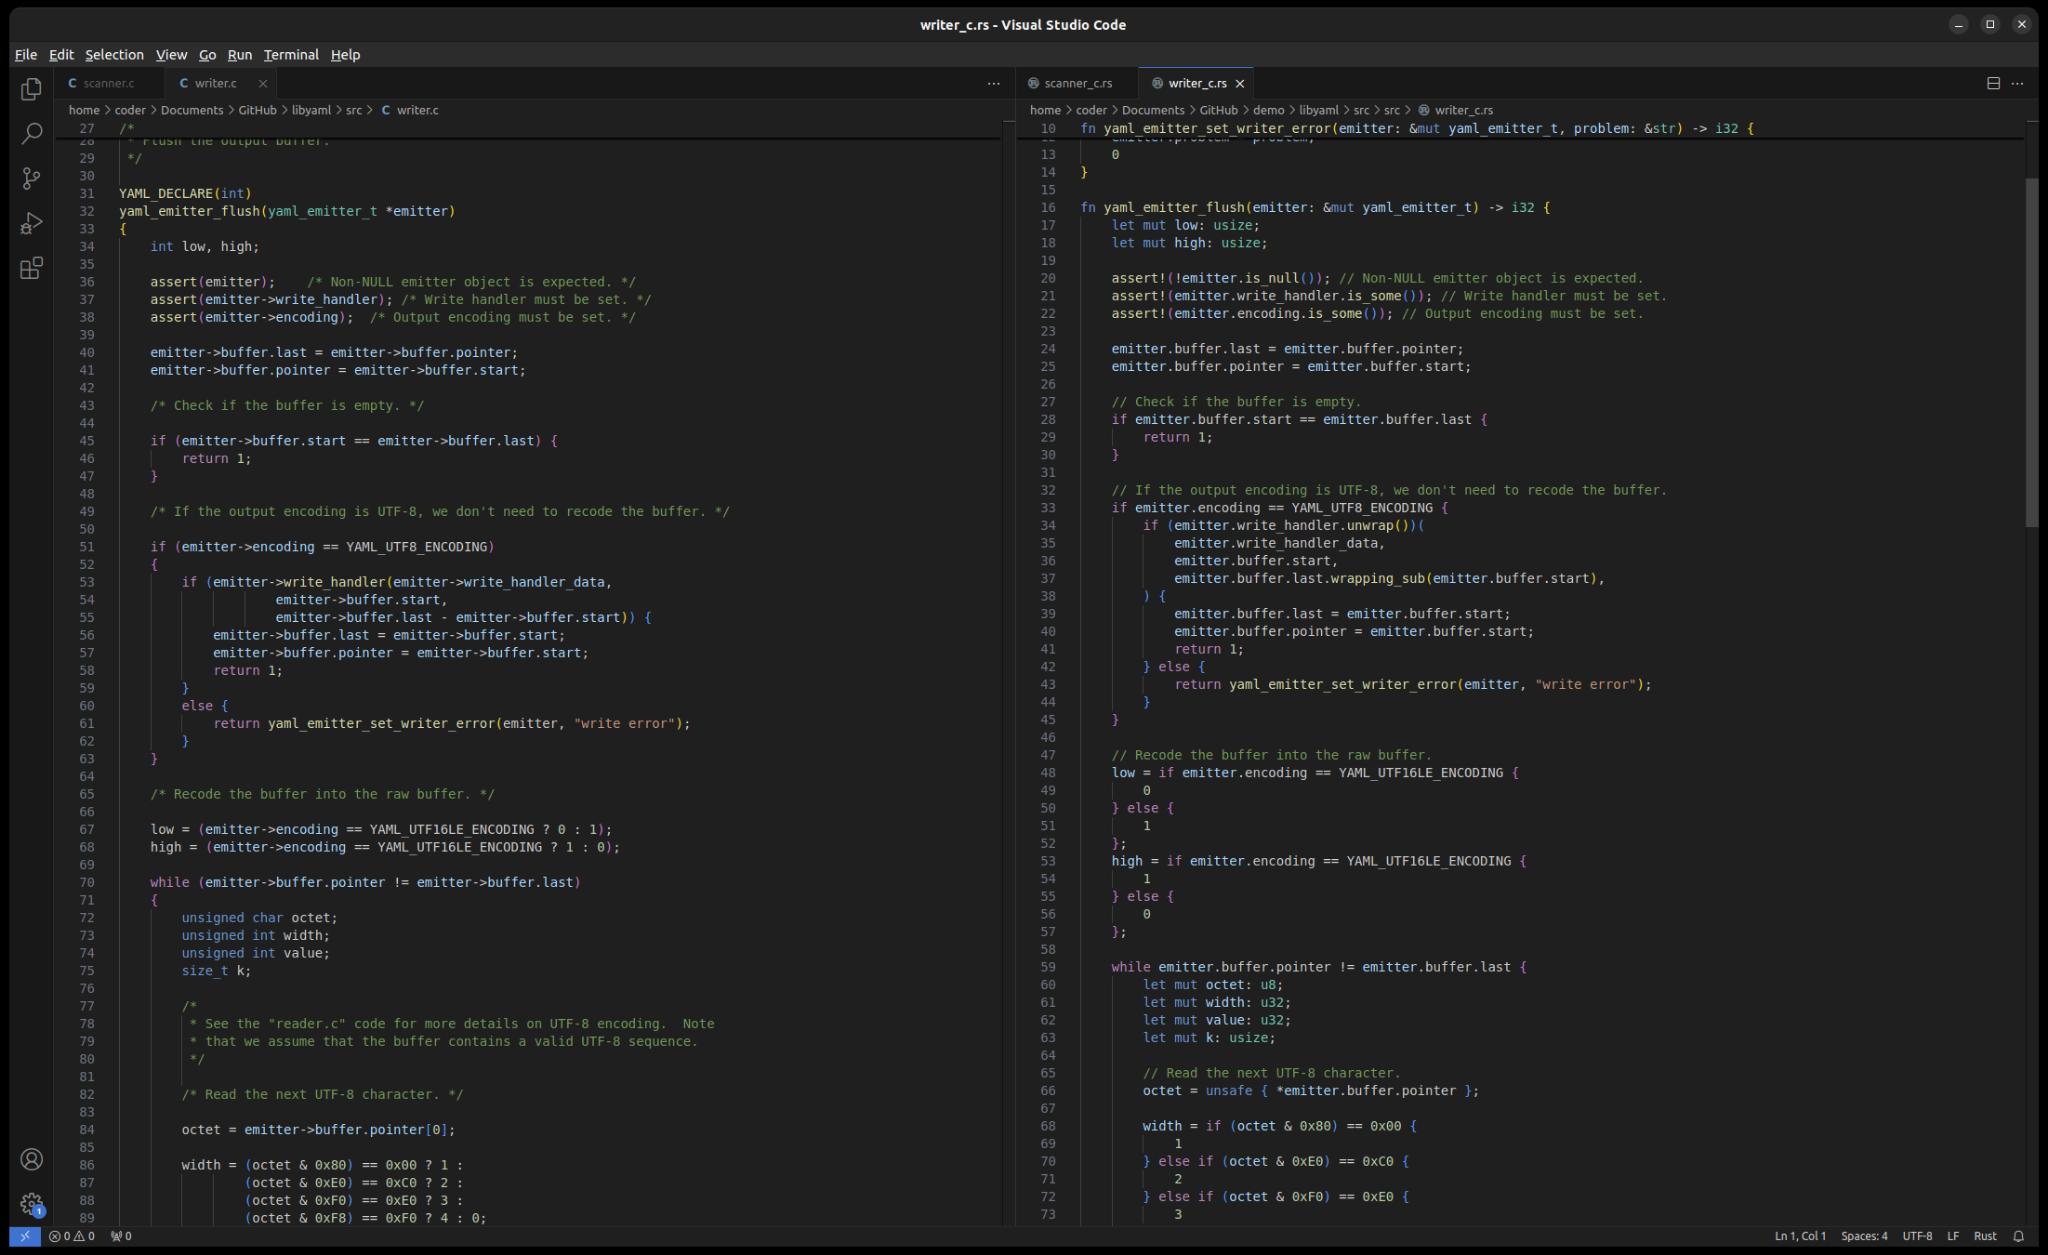 writer_c.rs - Visual Studio Code
File Edit Selection View Go Run Terminal Help
scanner.c writer.c
home > coder > Documents > GitHub > libyaml > src > writer.c
27 /*
28 * Flush the output buffer.
29 */
30
31 YAML_DECLARE(int)
32 yaml_emitter_flush(yaml_emitter_t *emitter)
33 {
34 int low, high;
35
36 assert(emitter); /* Non-NULL emitter object is expected. */
37 assert(emitter->write_handler); /* Write handler must be set. */
38 assert(emitter->encoding); /* Output encoding must be set. */
39
40 emitter->buffer.last = emitter->buffer.pointer;
41 emitter->buffer.pointer = emitter->buffer.start;
42
43 /* Check if the buffer is empty. */
44
45 if (emitter->buffer.start == emitter->buffer.last) {
46 return 1;
47 }
48
49 /* If the output encoding is UTF-8, we don't need to recode the buffer. */
50
51 if (emitter->encoding == YAML_UTF8_ENCODING)
52 {
53 if (emitter->write_handler(emitter->write_handler_data,
54 emitter->buffer.start,
55 emitter->buffer.last - emitter->buffer.start)) {
56 emitter->buffer.last = emitter->buffer.start;
57 emitter->buffer.pointer = emitter->buffer.start;
58 return 1;
59 }
60 else {
61 return yaml_emitter_set_writer_error(emitter, "write error");
62 }
63 }
64
65 /* Recode the buffer into the raw buffer. */
66
67 low = (emitter->encoding == YAML_UTF16LE_ENCODING ? 0 : 1);
68 high = (emitter->encoding == YAML_UTF16LE_ENCODING ? 1 : 0);
69
70 while (emitter->buffer.pointer != emitter->buffer.last)
71 {
72 unsigned char octet;
73 unsigned int width;
74 unsigned int value;
75 size_t k;
76
77 /*
78 * See the "reader.c" code for more details on UTF-8 encoding.  Note
79 * that we assume that the buffer contains a valid UTF-8 sequence.
80 */
81
82 /* Read the next UTF-8 character. */
83
84 octet = emitter->buffer.pointer[0];
85
86 width = (octet & 0x80) == 0x00 ? 1 :
87 (octet & 0xE0) == 0xC0 ? 2 :
88 (octet & 0xF0) == 0xE0 ? 3 :
89 (octet & 0xF8) == 0xF0 ? 4 : 0;
scanner_c.rs writer_c.rs
home > coder > Documents > GitHub > demo > libyaml > src > src > writer_c.rs
10 fn yaml_emitter_set_writer_error(emitter: &mut yaml_emitter_t, problem: &str) -> i32 {
12 emitter.problem = problem;
13 0
14 }
15
16 fn yaml_emitter_flush(emitter: &mut yaml_emitter_t) -> i32 {
17 let mut low: usize;
18 let mut high: usize;
19
20 assert!(!emitter.is_null()); // Non-NULL emitter object is expected.
21 assert!(emitter.write_handler.is_some()); // Write handler must be set.
22 assert!(emitter.encoding.is_some()); // Output encoding must be set.
23
24 emitter.buffer.last = emitter.buffer.pointer;
25 emitter.buffer.pointer = emitter.buffer.start;
26
27 // Check if the buffer is empty.
28 if emitter.buffer.start == emitter.buffer.last {
29 return 1;
30 }
31
32 // If the output encoding is UTF-8, we don't need to recode the buffer.
33 if emitter.encoding == YAML_UTF8_ENCODING {
34 if (emitter.write_handler.unwrap())(
35 emitter.write_handler_data,
36 emitter.buffer.start,
37 emitter.buffer.last.wrapping_sub(emitter.buffer.start),
38 ) {
39 emitter.buffer.last = emitter.buffer.start;
40 emitter.buffer.pointer = emitter.buffer.start;
41 return 1;
42 } else {
43 return yaml_emitter_set_writer_error(emitter, "write error");
44 }
45 }
46
47 // Recode the buffer into the raw buffer.
48 low = if emitter.encoding == YAML_UTF16LE_ENCODING {
49 0
50 } else {
51 1
52 };
53 high = if emitter.encoding == YAML_UTF16LE_ENCODING {
54 1
55 } else {
56 0
57 };
58
59 while emitter.buffer.pointer != emitter.buffer.last {
60 let mut octet: u8;
61 let mut width: u32;
62 let mut value: u32;
63 let mut k: usize;
64
65 // Read the next UTF-8 character.
66 octet = unsafe { *emitter.buffer.pointer };
67
68 width = if (octet & 0x80) == 0x00 {
69 1
70 } else if (octet & 0xE0) == 0xC0 {
71 2
72 } else if (octet & 0xF0) == 0xE0 {
73 3
1
0 0 0 Ln 1, Col 1 Spaces: 4 UTF-8 LF Rust